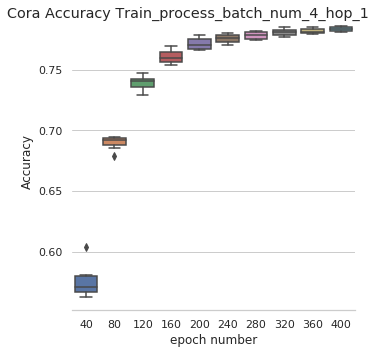 Cora Accuracy Train_process_batch_num_4_hop_1
Accuracy
0.75
0.70
0.65
0.60
40 80 120 160 200 240 280 320 360 400
epoch number